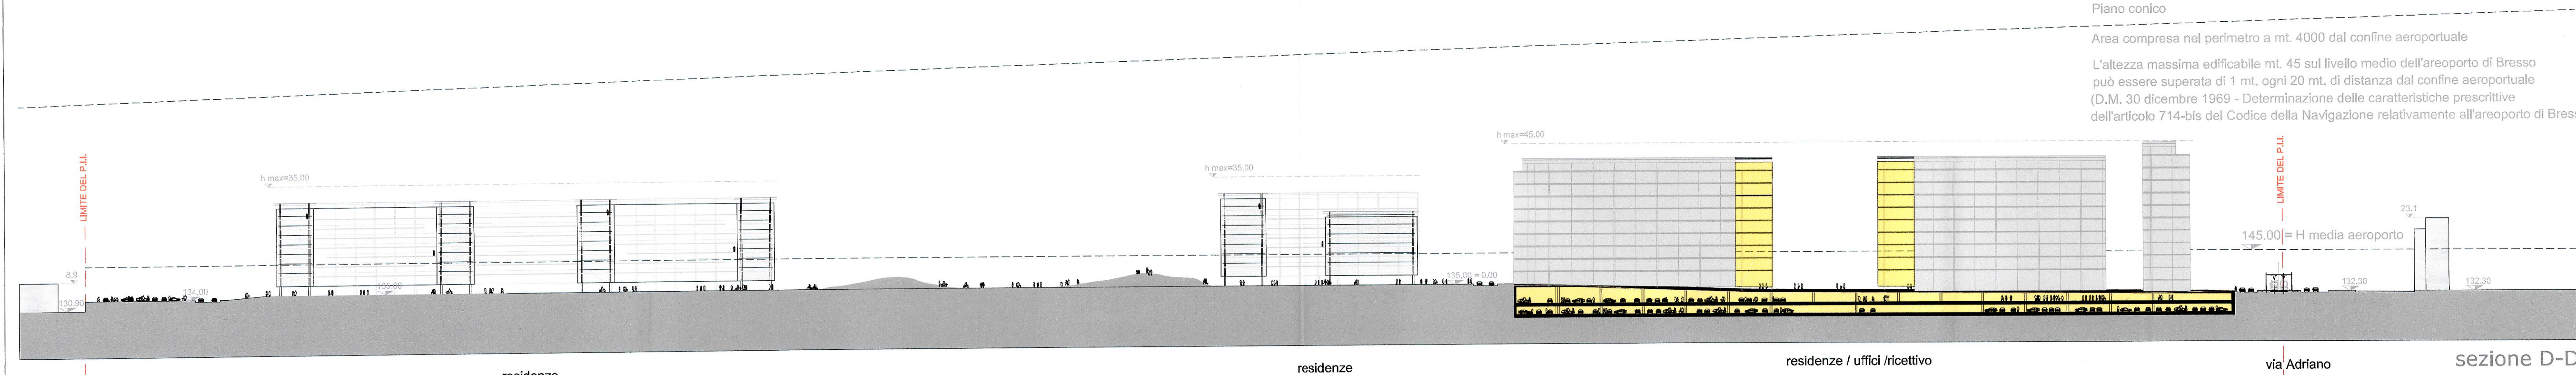 Piano conico
Area compresa nel perimetro a mt. 4000 dal confine aeroportuale
L'altezza massima edificabile mt. 45 sul livello medio dell'areoporto di Bresso
può essere superata di 1 mt. ogni 20 mt. di distanza dal confine aeroportuale
(D.M. 30 dicembre 1969 - Determinazione delle caratteristiche prescrittive
dell'articolo 714-bis del Codice della Navigazione relativamente all'areoporto di Bress
h max=45,00
LIMITE DEL P.I.I.
LIMITE DEL P.I.I.
h max=35,00
h max=35,00
23.1
145.00 = H media aeroporto
8.9
134,00
135,00 = 0,00
132.30
132.30
130.90
residenze
residenze
residenze / uffici /ricettivo
via Adriano
sezione D-D